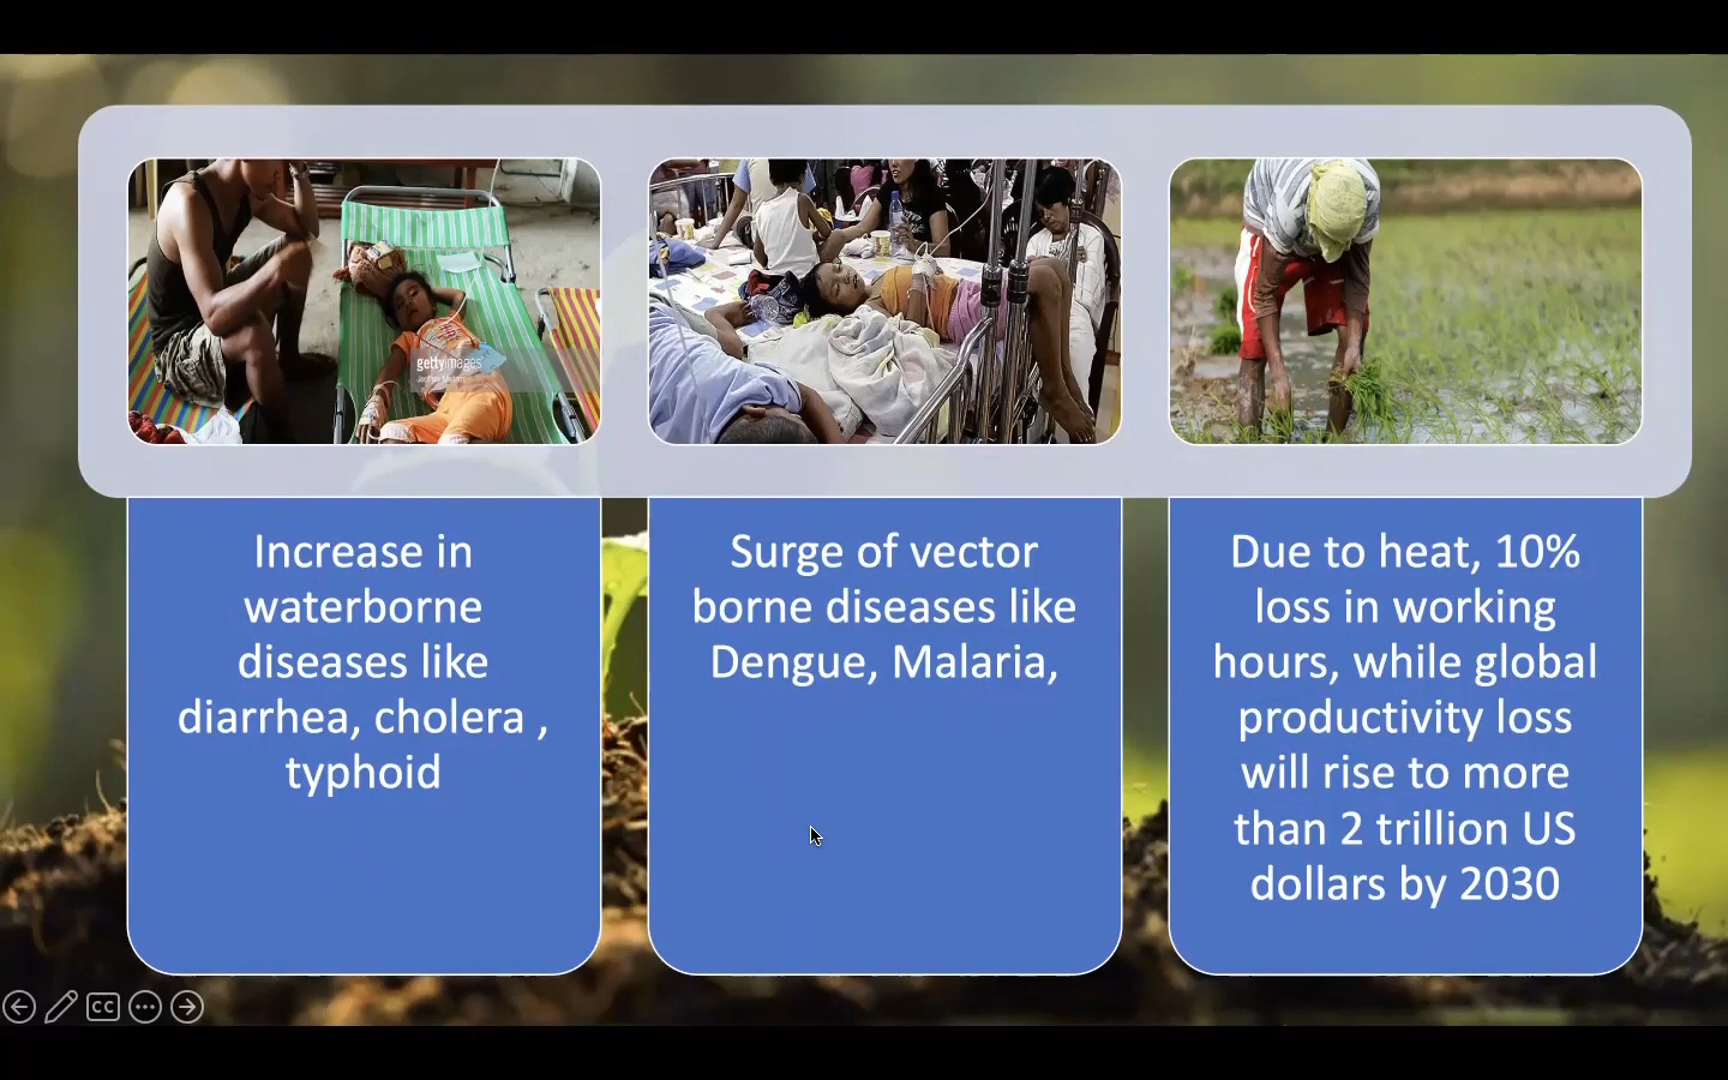 gettyimages
Increase in
waterborne
diseases like
diarrhea, cholera ,
typhoid
Surge of vector
borne diseases like
Dengue, Malaria,
Due to heat, 10%
loss in working
hours, while global
productivity loss
will rise to more
than 2 trillion US
dollars by 2030
CC